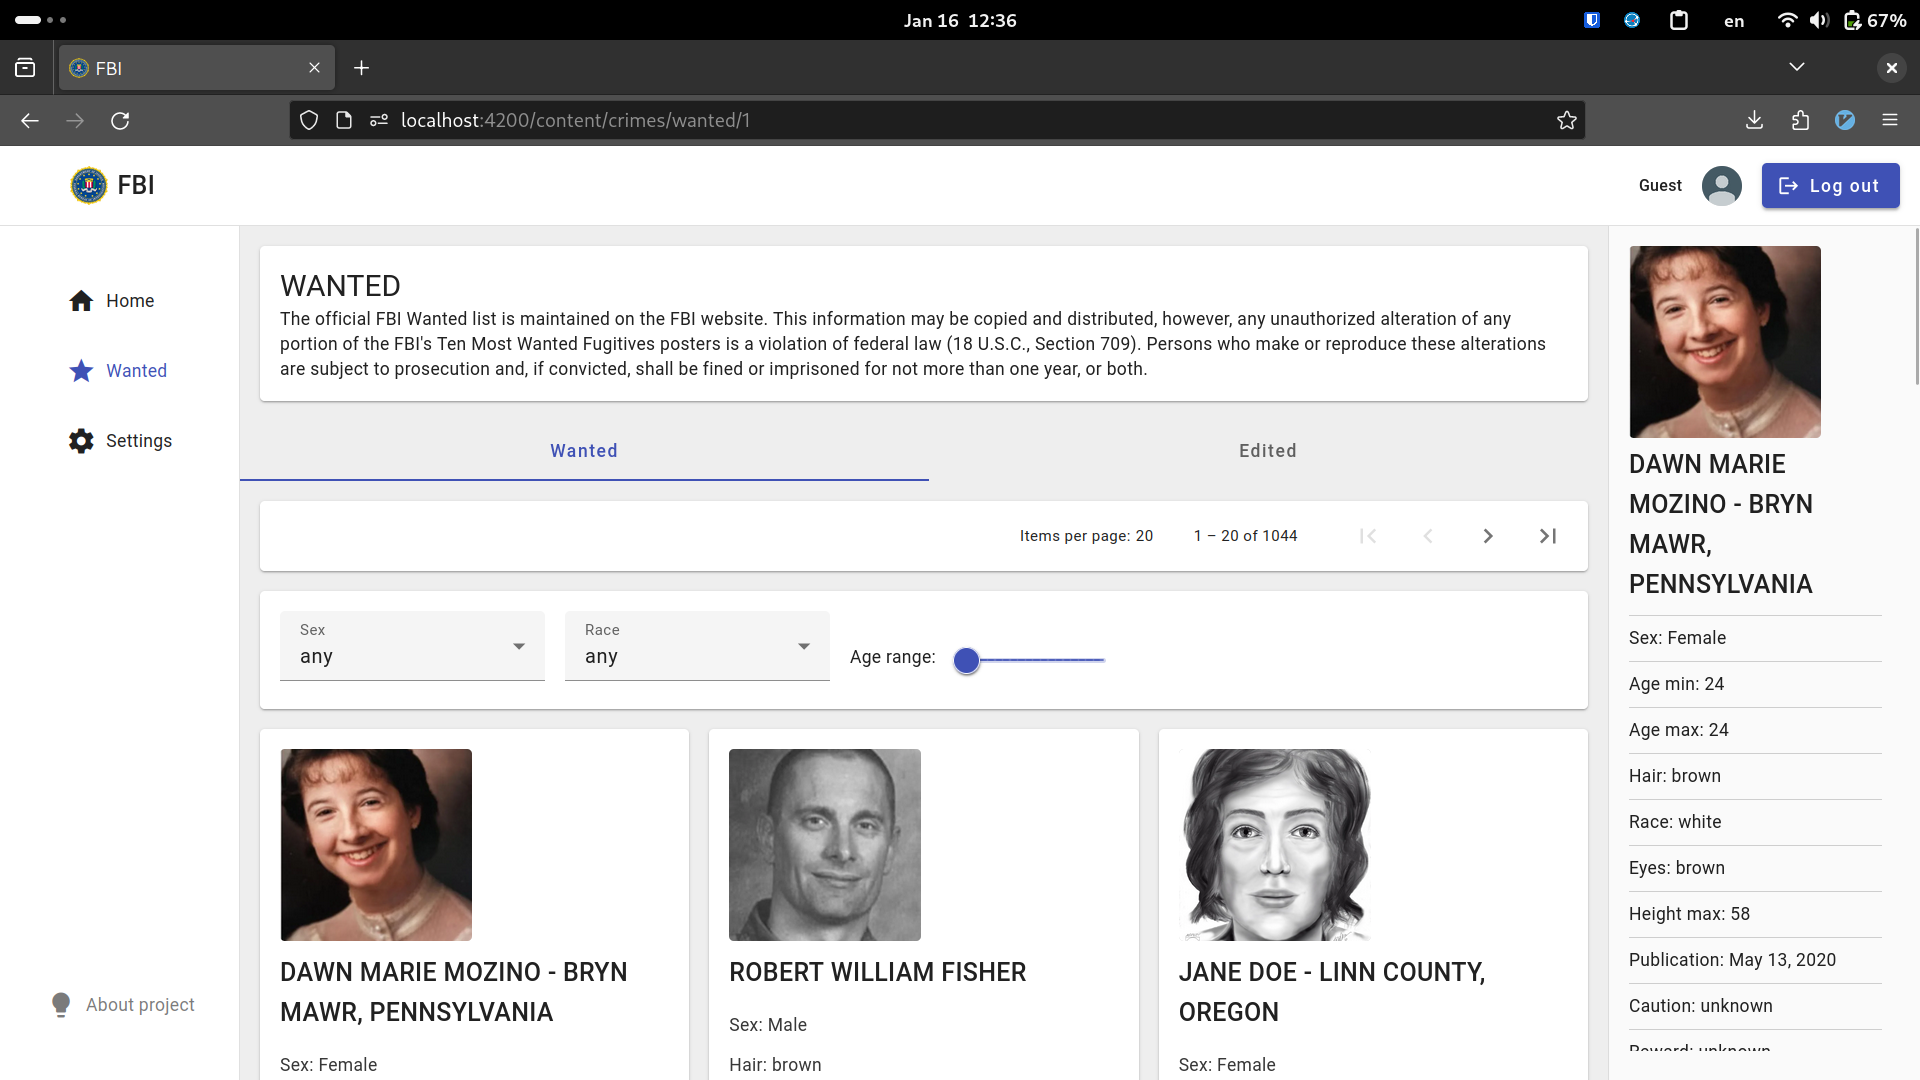 Jan 16 12:36
en
67%
FBI
localhost:4200/content/crimes/wanted/1
FBI
Guest
Log out
Home
Wanted
Settings
About project
WANTED
The official FBI Wanted list is maintained on the FBI website. This information may be copied and distributed, however, any unauthorized alteration of any
portion of the FBI's Ten Most Wanted Fugitives posters is a violation of federal law (18 U.S.C., Section 709). Persons who make or reproduce these alterations
are subject to prosecution and, if convicted, shall be fined or imprisoned for not more than one year, or both.
Wanted
Edited
Items per page: 20
1 – 20 of 1044
Sex
any
Race
any
Age range:
DAWN MARIE MOZINO - BRYN
MAWR, PENNSYLVANIA
Sex: Female
ROBERT WILLIAM FISHER
Sex: Male
Hair: brown
JANE DOE - LINN COUNTY,
OREGON
Sex: Female
DAWN MARIE
MOZINO - BRYN
MAWR,
PENNSYLVANIA
Sex: Female
Age min: 24
Age max: 24
Hair: brown
Race: white
Eyes: brown
Height max: 58
Publication: May 13, 2020
Caution: unknown
Reward: unknown